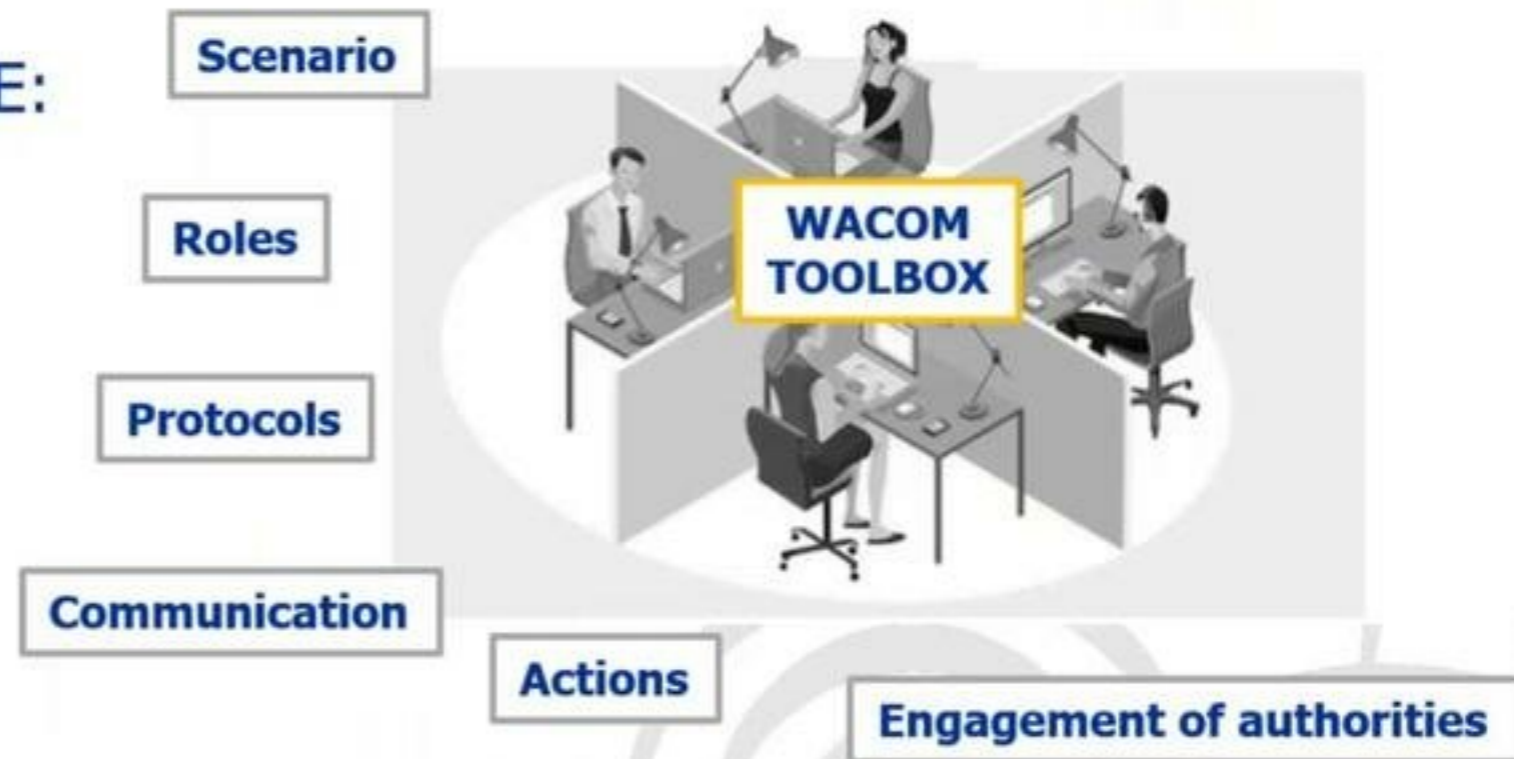 E:
Scenario
Roles
WACOM
TOOLBOX
Protocols
Communication
Actions
Engagement of authorities